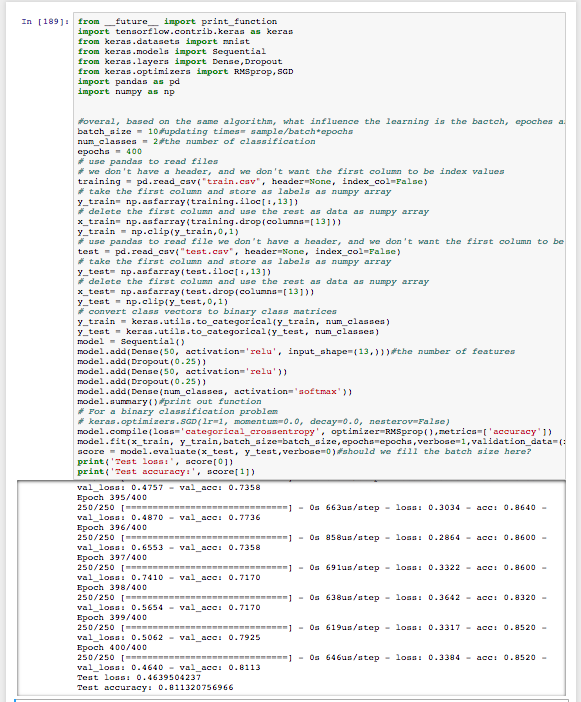 In [189]: from __future__ import print_function
import tensorflow.contrib.keras as keras
from keras.datasets import mnist
from keras.models import Sequential
from keras.layers import Dense,Dropout
from keras.optimizers import RMSprop,SGD
import pandas as pd
import numpy as np
#overal, based on the same algorithm, what influence the learning is the bactch, epoches a
batch_size = 10#updating times= sample/batch*epochs
num_classes = 2#the number of classification
epochs = 400
# use pandas to read files
# we don't have a header, and we don't want the first column to be index values
training = pd.read_csv("train.csv", header=None, index_col=False)
# take the first column and store as labels as numpy array
y_train= np.asfarray(training.iloc[:,13])
# delete the first column and use the rest as data as numpy array
x_train= np.asfarray(training.drop(columns=[13]))
y_train = np.clip(y_train,0,1)
# use pandas to read file we don't have a header, and we don't want the first column to be
test = pd.read_csv("test.csv", header=None, index_col=False)
# take the first column and store as labels as numpy array
y_test= np.asfarray(test.iloc[:,13])
# delete the first column and use the rest as data as numpy array
x_test= np.asfarray(test.drop(columns=[13]))
y_test = np.clip(y_test,0,1)
# convert class vectors to binary class matrices
y_train = keras.utils.to_categorical(y_train, num_classes)
y_test = keras.utils.to_categorical(y_test, num_classes)
model = Sequential()
model.add(Dense(50, activation='relu', input_shape=(13,)))#the number of features
model.add(Dropout(0.25))
model.add(Dense(50, activation='relu'))
model.add(Dropout(0.25))
model.add(Dense(num_classes, activation='softmax'))
model.summary()#print out function
# For a binary classification problem
# keras.optimizers.SGD(lr=1, momentum=0.0, decay=0.0, nesterov=False)
model.compile(loss='categorical_crossentropy', optimizer=RMSprop(),metrics=['accuracy'])
model.fit(x_train, y_train,batch_size=batch_size,epochs=epochs,verbose=1,validation_data=(
score = model.evaluate(x_test, y_test,verbose=0)#should we fill the batch size here?
print('Test loss:', score[0])
print('Test accuracy:', score[1])
val_loss: 0.4757 - val_acc: 0.7358
Epoch 395/400
250/250 [==============================] - 0s 663us/step - loss: 0.3034 - acc: 0.8640 -
val_loss: 0.4870 - val_acc: 0.7736
Epoch 396/400
250/250 [==============================] - 0s 858us/step - loss: 0.2864 - acc: 0.8600 -
val_loss: 0.6553 - val_acc: 0.7358
Epoch 397/400
250/250 [==============================] - 0s 691us/step - loss: 0.3322 - acc: 0.8600 -
val_loss: 0.7410 - val_acc: 0.7170
Epoch 398/400
250/250 [==============================] - 0s 638us/step - loss: 0.3642 - acc: 0.8320 -
val_loss: 0.5654 - val_acc: 0.7170
Epoch 399/400
250/250 [==============================] - 0s 619us/step - loss: 0.3317 - acc: 0.8520 -
val_loss: 0.5062 - val_acc: 0.7925
Epoch 400/400
250/250 [==============================] - 0s 646us/step - loss: 0.3384 - acc: 0.8520 -
val_loss: 0.4640 - val_acc: 0.8113
Test loss: 0.4639504237
Test accuracy: 0.811320756966